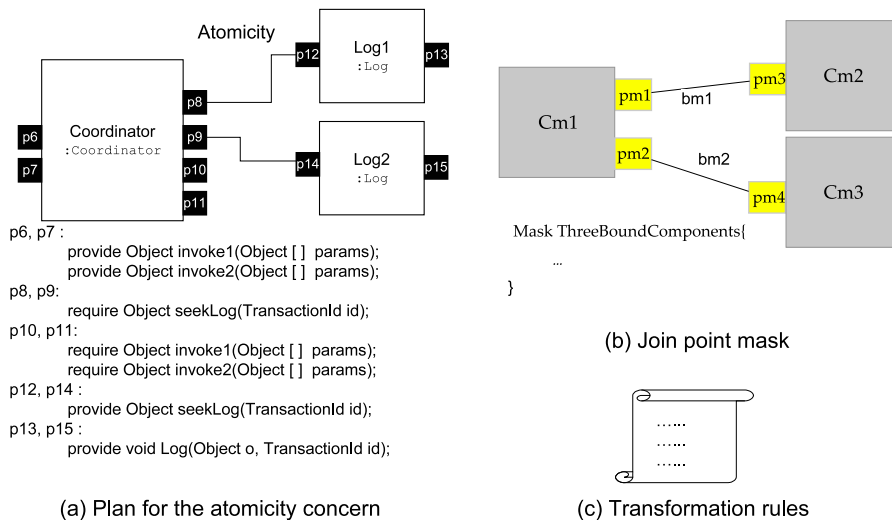 Atomicity
p12
Log1
:Log
p13
p8
Coordinator
:Coordinator
p6
p7
p9
p10
p11
p14
Log2
:Log
p15
p6, p7 :
provide Object invoke1(Object [ ] params);
provide Object invoke2(Object [ ] params);
p8, p9:
require Object seekLog(TransactionId id);
p10, p11:
require Object invoke1(Object [ ] params);
require Object invoke2(Object [ ] params);
p12, p14 :
provide Object seekLog(TransactionId id);
p13, p15 :
provide void Log(Object o, TransactionId id);
(a) Plan for the atomicity concern
Cm1
pm1
bm1
pm3
Cm2
pm2
bm2
pm4
Cm3
Mask ThreeBoundComponents{
...
}
(b) Join point mask
......
......
......
(c) Transformation rules